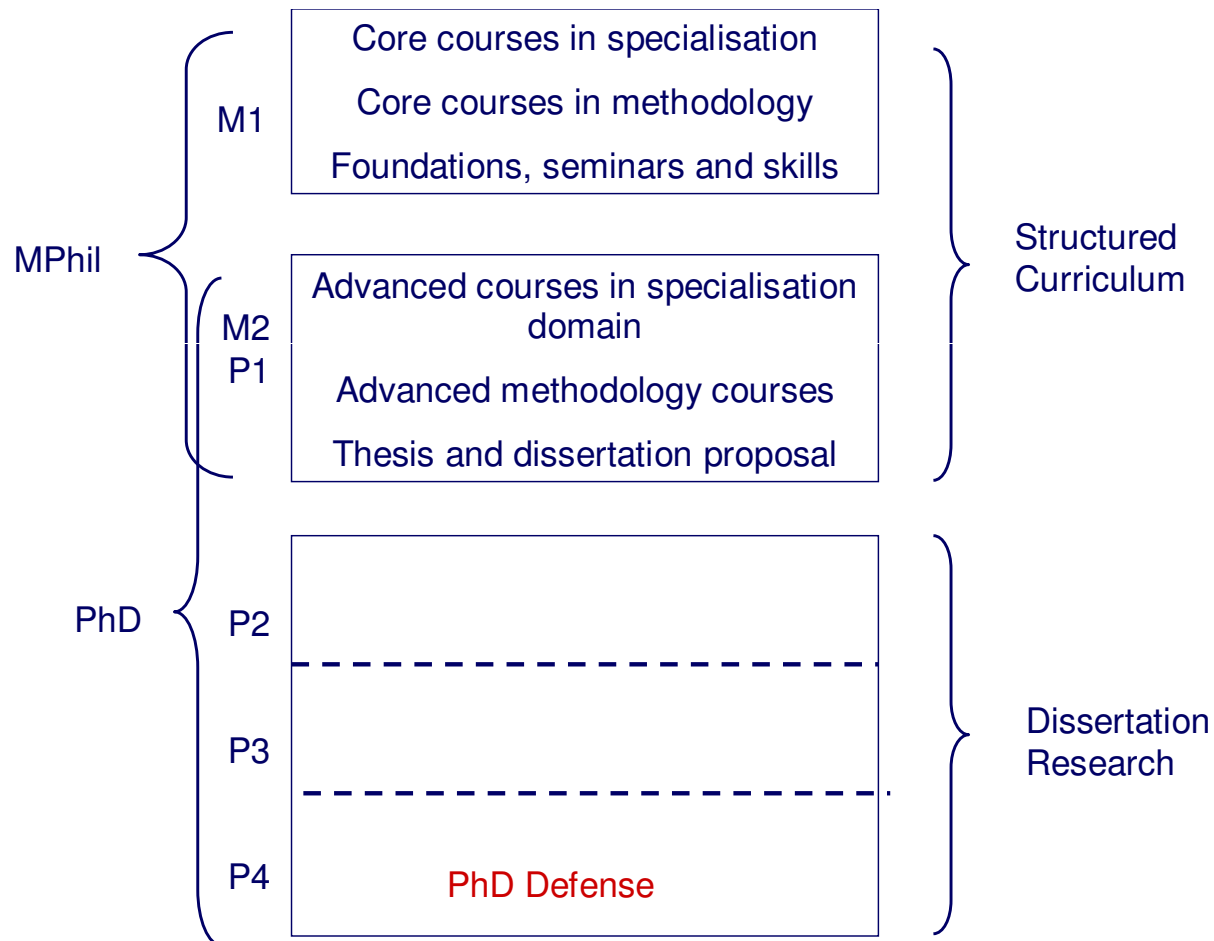 Core courses in specialisation
M1
Core courses in methodology
Foundations, seminars and skills
MPhil
Structured
Curriculum
Advanced courses in specialisation
domain
M2
P1
Advanced methodology courses
Thesis and dissertation proposal
PhD
P2
P3
Dissertation
Research
P4
PhD Defense